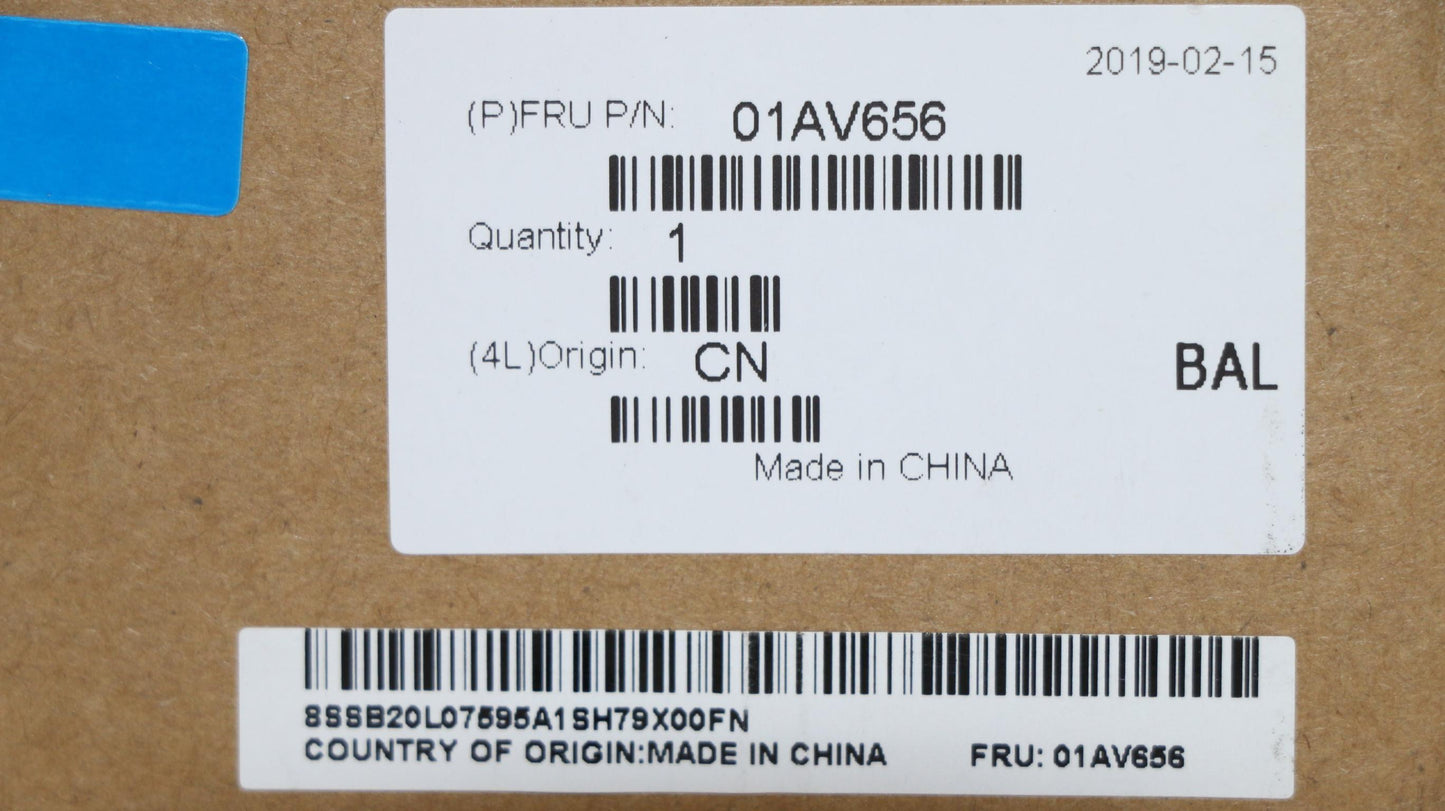 2019-02-15
(P)FRU P/N: 01AV656
Quantity: 1
(4L)Origin: CN
BAL
Made in CHINA
8SSB20L07595A1SH79X00FN
COUNTRY OF ORIGIN:MADE IN CHINA FRU: 01AV656